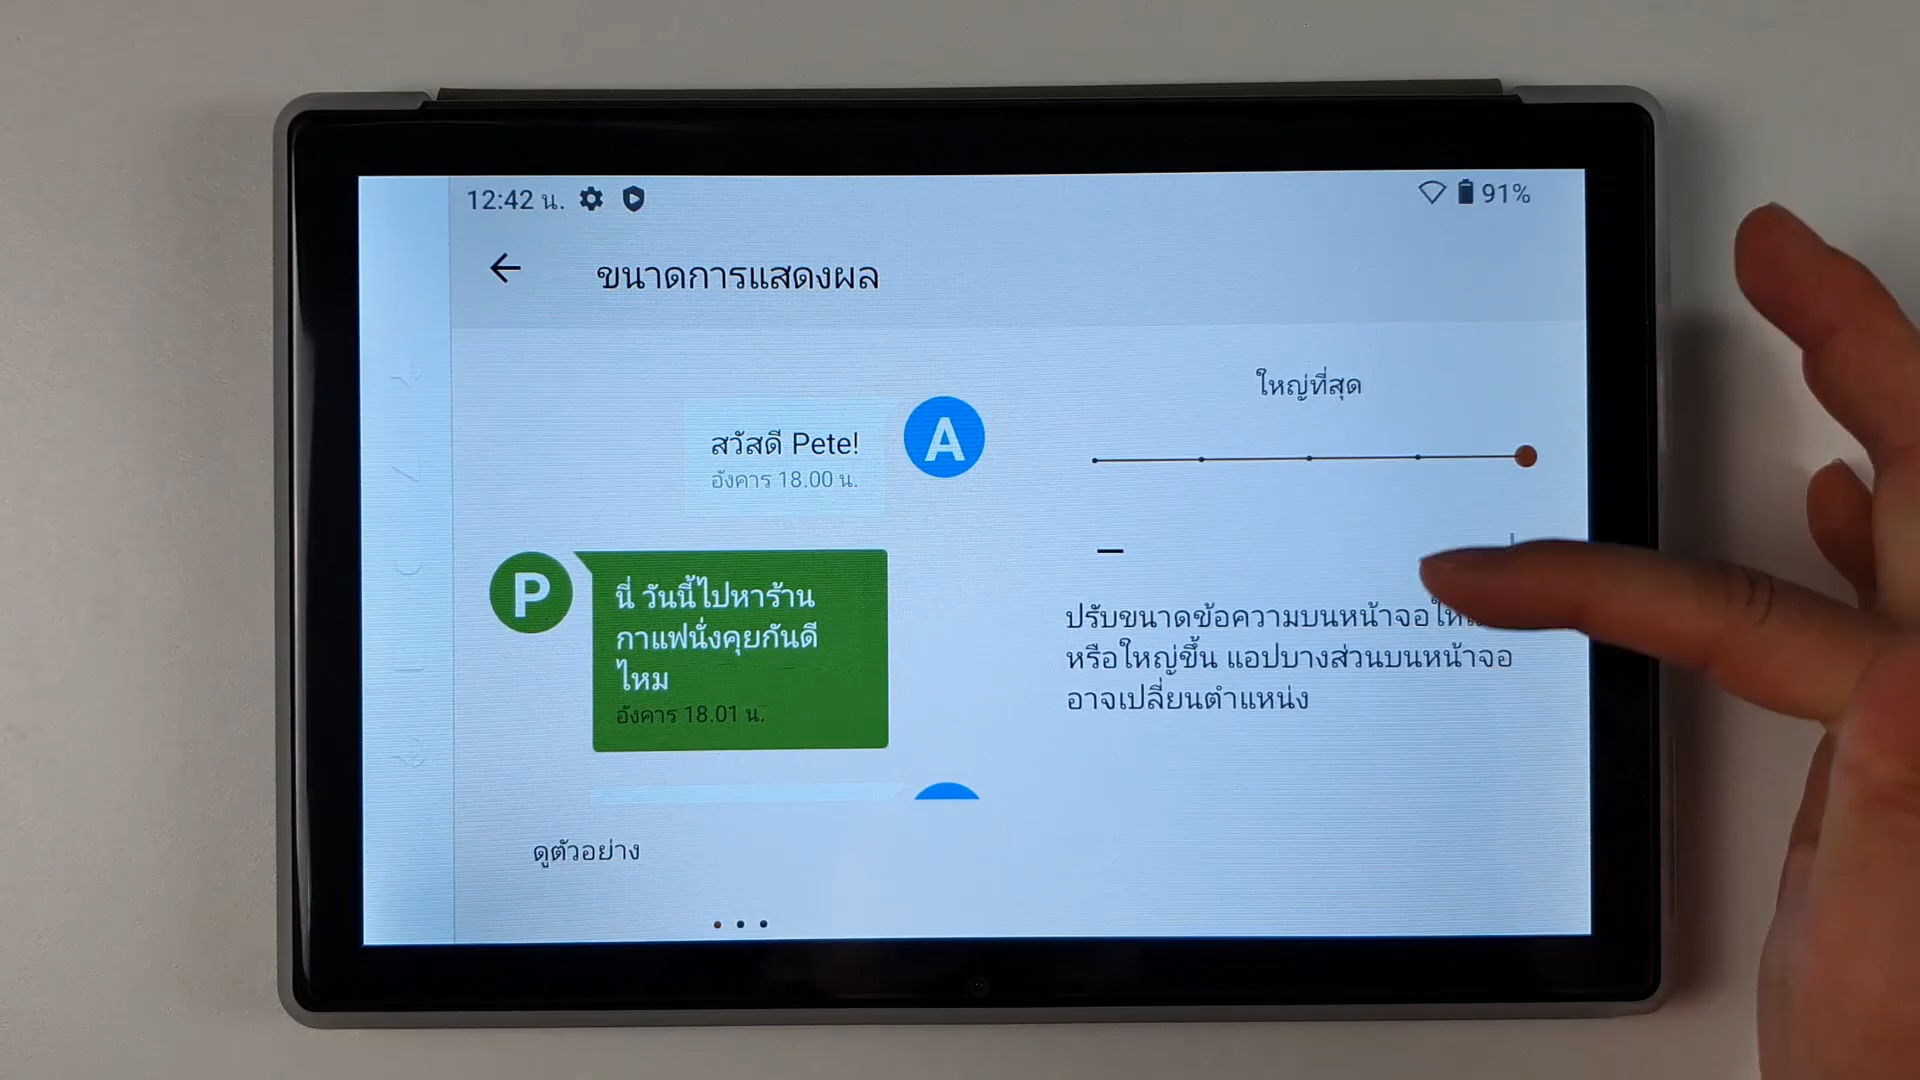 12:42 น.
91%
ขนาดการแสดงผล
สวัสดี Pete!
อังคาร 18.00 น.
A
P
นี่ วันนี้ไปหาร้าน
กาแฟนั่งคุยกันดี
ไหม
อังคาร 18.01 น.
ดูตัวอย่าง
ใหญ่ที่สุด
ปรับขนาดข้อความบนหน้าจอ
หรือใหญ่ขึ้น แอปบางส่วนบนหน้าจอ
อาจเปลี่ยนตำแหน่ง